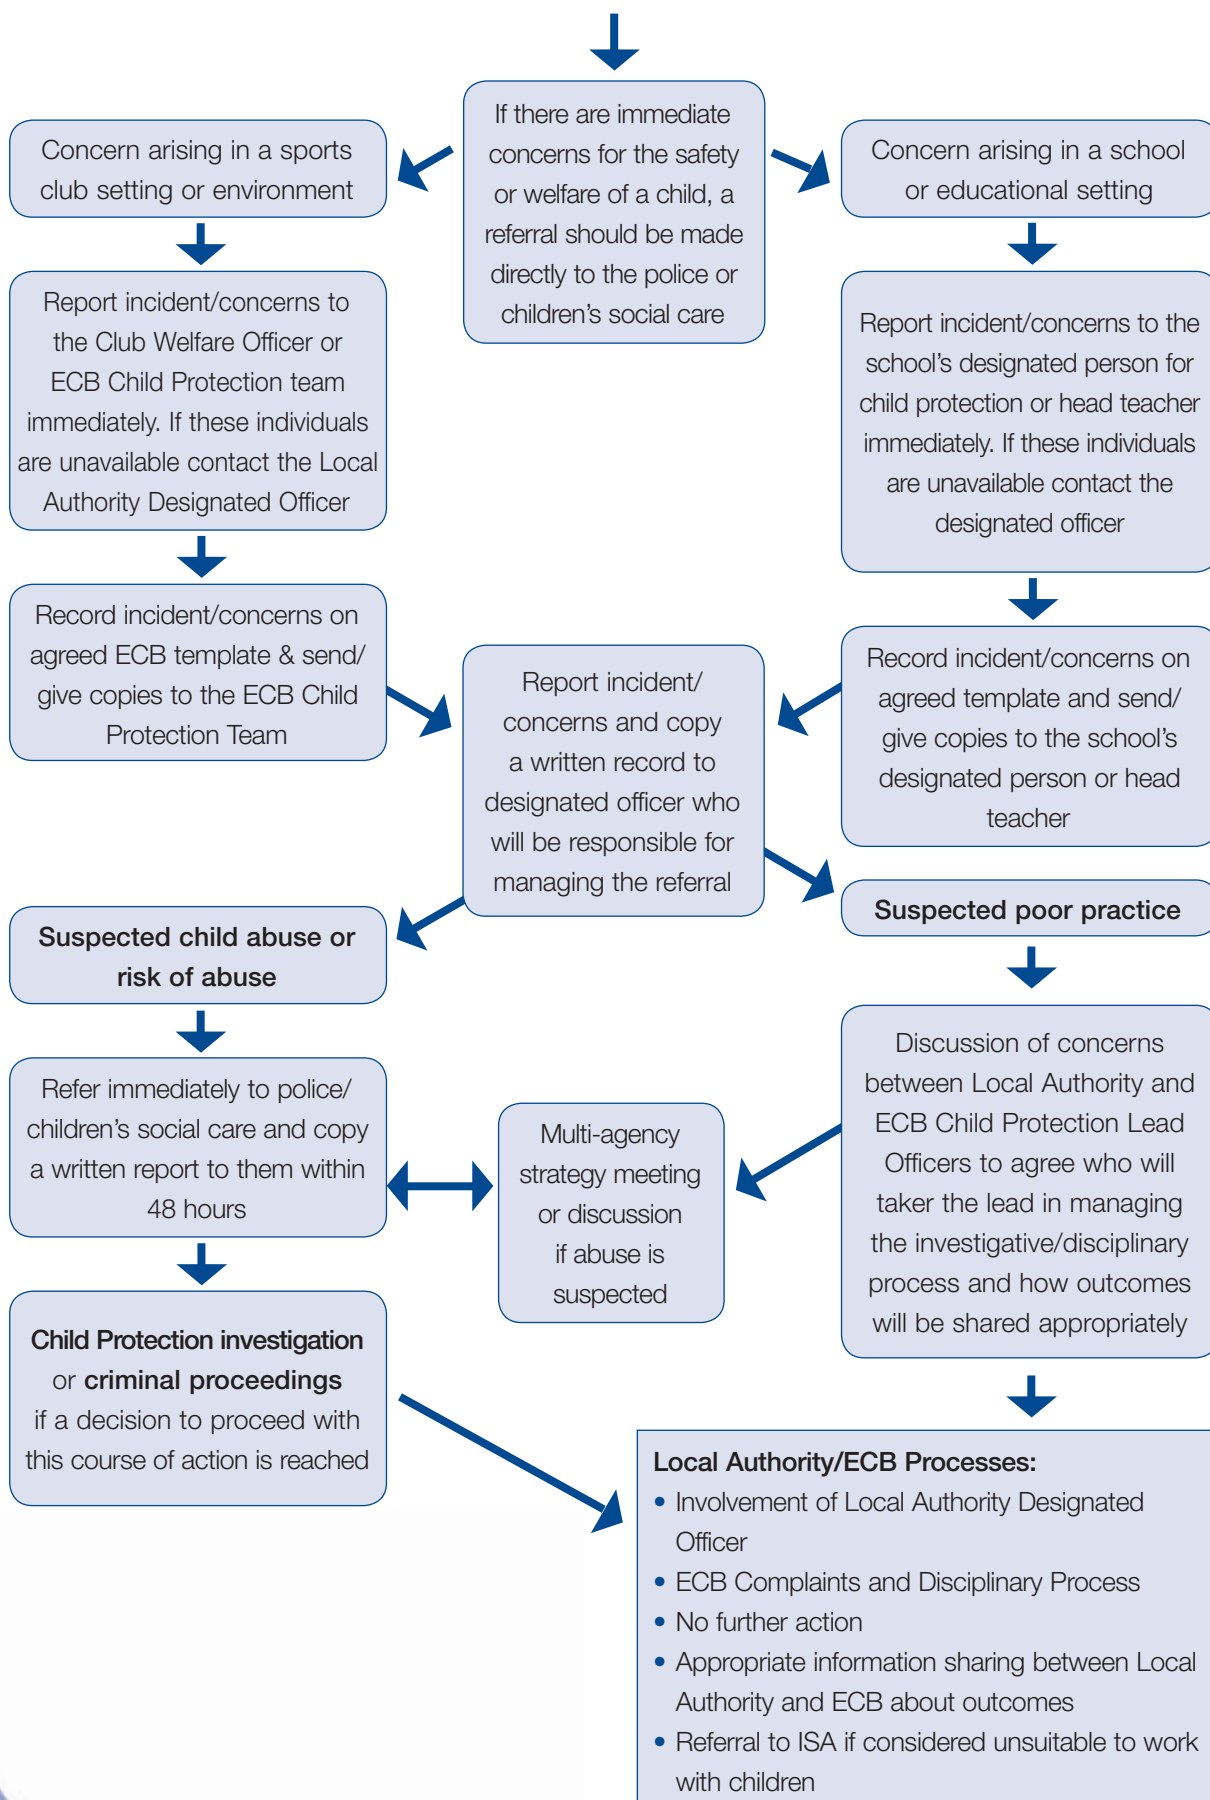 If there are immediate
concerns for the safety
or welfare of a child, a
referral should be made
directly to the police or
children’s social care
Concern arising in a sports
club setting or environment
Concern arising in a school
or educational setting
Report incident/concerns to
the Club Welfare Officer or
ECB Child Protection team
immediately. If these individuals
are unavailable contact the Local
Authority Designated Officer
Report incident/concerns to the
school’s designated person for
child protection or head teacher
immediately. If these individuals
are unavailable contact the
designated officer
Record incident/concerns on
agreed ECB template & send/
give copies to the ECB Child
Protection Team
Record incident/concerns on
agreed template and send/
give copies to the school’s
designated person or head
teacher
Report incident/
concerns and copy
a written record to
designated officer who
will be responsible for
managing the referral
Suspected child abuse or
risk of abuse
Suspected poor practice
Refer immediately to police/
children’s social care and copy
a written report to them within
48 hours
Multi-agency
strategy meeting
or discussion
if abuse is
suspected
Discussion of concerns
between Local Authority and
ECB Child Protection Lead
Officers to agree who will
taker the lead in managing
the investigative/disciplinary
process and how outcomes
will be shared appropriately
Child Protection investigation
or criminal proceedings
if a decision to proceed with
this course of action is reached
Local Authority/ECB Processes:
• Involvement of Local Authority Designated
Officer
• ECB Complaints and Disciplinary Process
• No further action
• Appropriate information sharing between Local
Authority and ECB about outcomes
• Referral to ISA if considered unsuitable to work
with children